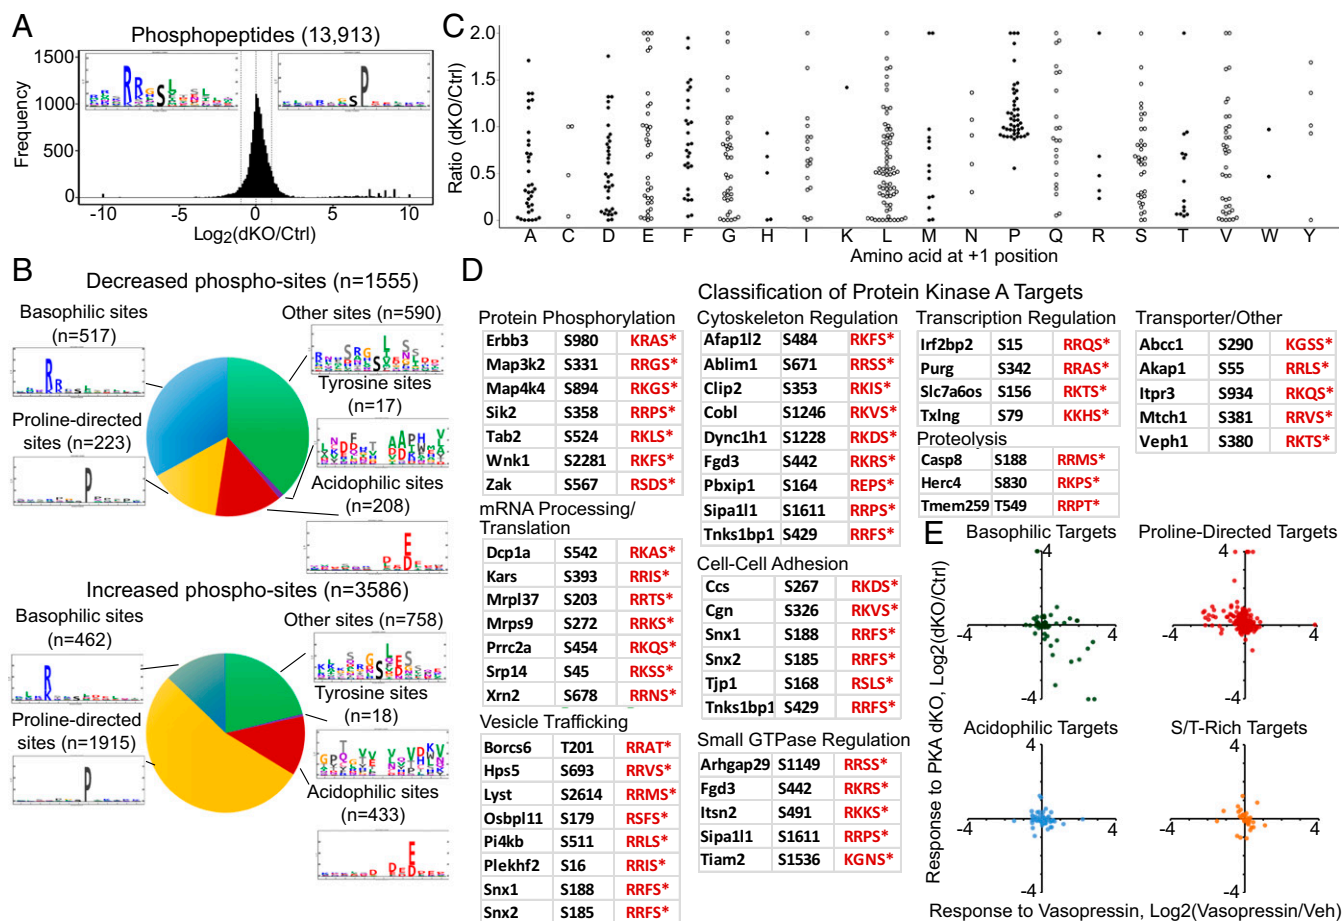 A
Phosphopeptides (13,913)
Frequency
1500
1000
500
0
-10
-5
0
5
10
Log2(dKO/Ctrl)
B
Decreased phospho-sites (n=1555)
Basophilic sites
(n=517)
Other sites (n=590)
Tyrosine sites
(n=17)
Proline-directed
sites (n=223)
Acidophilic sites
(n=208)
Increased phospho-sites (n=3586)
Basophilic sites
(n=462)
Other sites (n=758)
Tyrosine sites
(n=18)
Proline-directed
sites (n=1915)
Acidophilic sites
(n=433)
C
Ratio (dKO/Ctrl)
2.0
1.0
0.5
0
A C D E F G H I K L M N P Q R S T V W Y
Amino acid at +1 position
D
Classification of Protein Kinase A Targets
Protein Phosphorylation
Erbb3 S980 KRAS*
Map3k2 S331 RRGS*
Map4k4 S894 RKGS*
Sik2 S358 RRPS*
Tab2 S524 RKLS*
Wnk1 S2281 RKFS*
Zak S567 RSDS*
mRNA Processing/
Translation
Dcp1a S542 RKAS*
Kars S393 RRIS*
Mrpl37 S203 RRTS*
Mrps9 S272 RRKS*
Prrc2a S454 RKQS*
Srp14 S45 RKSS*
Xrn2 S678 RRNS*
Vesicle Trafficking
Borcs6 T201 RRAT*
Hps5 S693 RRVS*
Lyst S2614 RRMS*
Osbpl11 S179 RSFS*
Pi4kb S511 RRLS*
Plekhf2 S16 RRIS*
Snx1 S188 RRFS*
Snx2 S185 RRFS*
Cytoskeleton Regulation
Afap1l2 S484 RKFS*
Ablim1 S671 RRSS*
Clip2 S353 RKIS*
Cobl S1246 RKVS*
Dync1h1 S1228 RKDS*
Fgd3 S442 RKRS*
Pbxip1 S164 REPS*
Sipa1l1 S1611 RRPS*
Tnks1bp1 S429 RRFS*
Cell-Cell Adhesion
Ccs S267 RKDS*
Cgn S326 RKVS*
Snx1 S188 RRFS*
Snx2 S185 RRFS*
Tjp1 S168 RSLS*
Tnks1bp1 S429 RRFS*
Small GTPase Regulation
Arhgap29 S1149 RRSS*
Fgd3 S442 RKRS*
Itsn2 S491 RKKS*
Sipa1l1 S1611 RRPS*
Tiam2 S1536 KGNS*
Transcription Regulation
Irf2bp2 S15 RRQS*
Purg S342 RRAS*
Slc7a6os S156 RKTS*
Txlng S79 KKHS*
Proteolysis
Casp8 S188 RRMS*
Herc4 S830 RKPS*
Tmem259 T549 RRPT*
Transporter/Other
Abcc1 S290 KGSS*
Akap1 S55 RRLS*
Itpr3 S934 RKQS*
Mtch1 S381 RRVS*
Veph1 S380 RKTS*
E
Basophilic Targets
4
-4
4
-4
Proline-Directed Targets
4
-4
4
-4
Acidophilic Targets
4
-4
4
-4
S/T-Rich Targets
4
-4
4
-4
Response to PKA dKO, Log2(dKO/Ctrl)
Response to Vasopressin, Log2(Vasopressin/Veh)